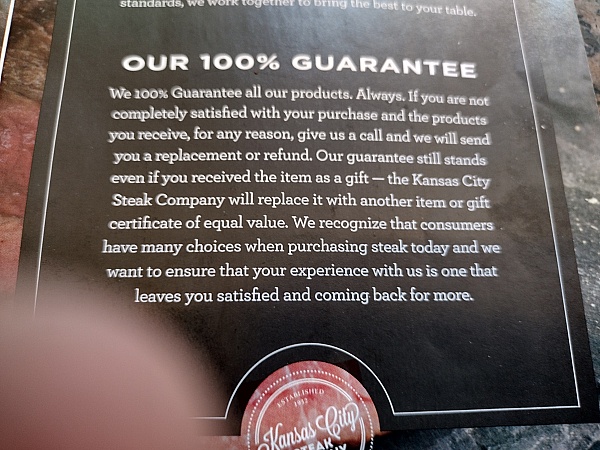 standards, we work together to bring the best to your table.
OUR 100% GUARANTEE
We 100% Guarantee all our products. Always. If you are not
completely satisfied with your purchase and the products
you receive, for any reason, give us a call and we will send
you a replacement or refund. Our guarantee still stands
even if you received the item as a gift — the Kansas City
Steak Company will replace it with another item or gift
certificate of equal value. We recognize that consumers
have many choices when purchasing steak today and we
want to ensure that your experience with us is one that
leaves you satisfied and coming back for more.
ESTABLISHED
1932
Kansas City
STEAK